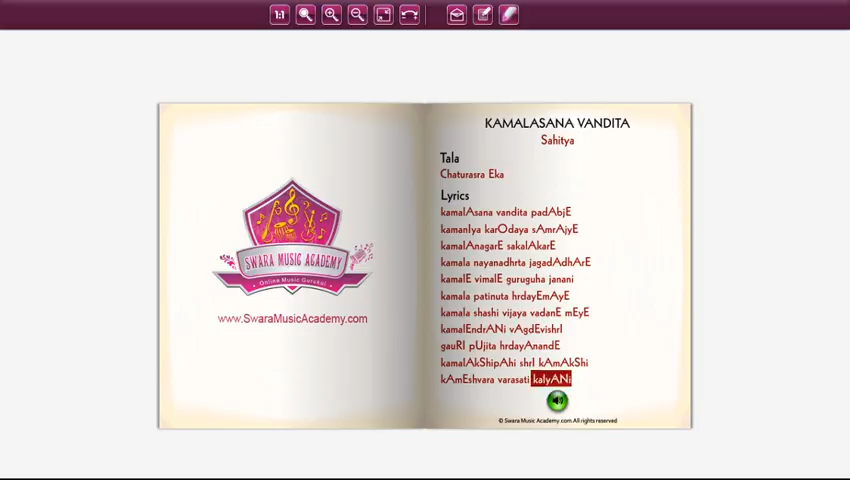 1:1
SWARA MUSIC ACADEMY
Online Music Gurukul
www.SwaraMusicAcademy.com
KAMALASANA VANDITA
Sahitya
Tala
Chaturasra Eka
Lyrics
kamalAsana vandita padAbjE
kamanIya karOdaya sAmrAjyE
kamalAnagarE sakalAkarE
kamala nayanadhrta jagadAdhArE
kamalE vimalE guruguha janani
kamala patinuta hrdayEmAyE
kamala shashi vijaya vadanE mEyE
kamalEndrANi vAgdEvishrI
gauRI pUjita hrdayAnandE
kamalAkShipAhi shrI kAmAkShi
kAmEshvara varasati kalyANi
© Swara Music Academy.com All rights reserved